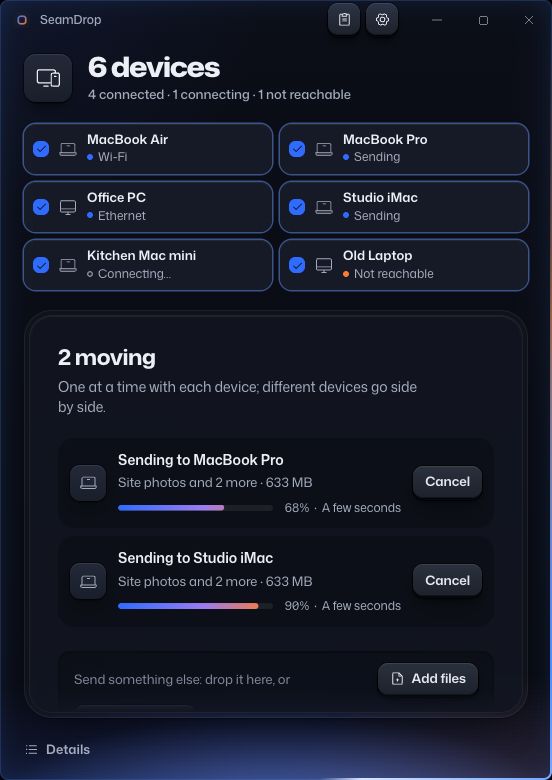 SeamDrop
6 devices
4 connected · 1 connecting · 1 not reachable
MacBook Air
Wi-Fi
MacBook Pro
Sending
Office PC
Ethernet
Studio iMac
Sending
Kitchen Mac mini
Connecting...
Old Laptop
Not reachable
2 moving
One at a time with each device; different devices go side
by side.
Sending to MacBook Pro
Site photos and 2 more · 633 MB
68% · A few seconds
Cancel
Sending to Studio iMac
Site photos and 2 more · 633 MB
90% · A few seconds
Cancel
Send something else: drop it here, or
Add files
Details